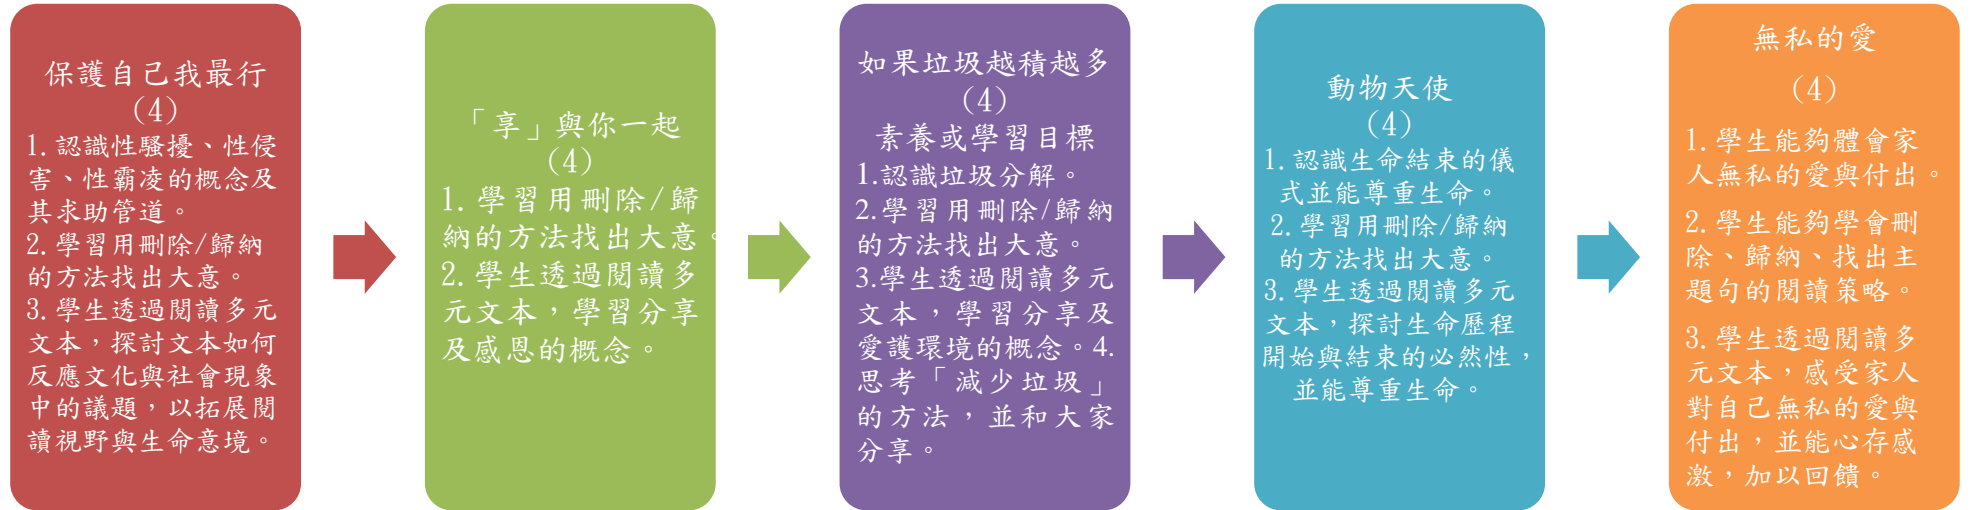 保護自己我最行
(4)
1. 認識性騷擾、性侵
害、性霸凌的概念及
其求助管道。
2. 學習用刪除/歸納
的方法找出大意。
3. 學生透過閱讀多元
文本，探討文本如何
反應文化與社會現象
中的議題，以拓展閱
讀視野與生命意境。
「享」與你一起
(4)
1. 學習用刪除/歸
納的方法找出大意。
2. 學生透過閱讀多
元文本，學習分享
及感恩的概念。
如果垃圾越積越多
(4)
素養或學習目標
1.認識垃圾分解。
2.學習用刪除/歸納
的方法找出大意。
3.學生透過閱讀多元
文本，學習分享及
愛護環境的概念。4.
思考「減少垃圾」
的方法，並和大家
分享。
動物天使
(4)
1. 認識生命結束的儀
式並能尊重生命。
2. 學習用刪除/歸納
的方法找出大意。
3. 學生透過閱讀多元
文本，探討生命歷程
開始與結束的必然性，
並能尊重生命。
無私的愛
(4)
1. 學生能夠體會家
人無私的愛與付出。
2. 學生能夠學會刪
除、歸納、找出主
題句的閱讀策略。
3. 學生透過閱讀多
元文本，感受家人
對自己無私的愛與
付出，並能心存感
激，加以回饋。